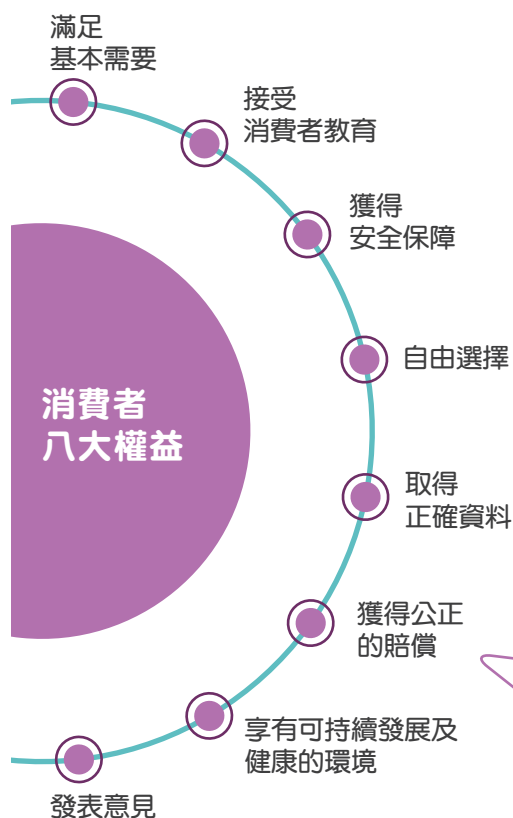 滿足
基本需要
接受
消費者教育
獲得
安全保障
自由選擇
消費者
八大權益
取得
正確資料
獲得公正
的賠償
享有可持續發展及
健康的環境
發表意見